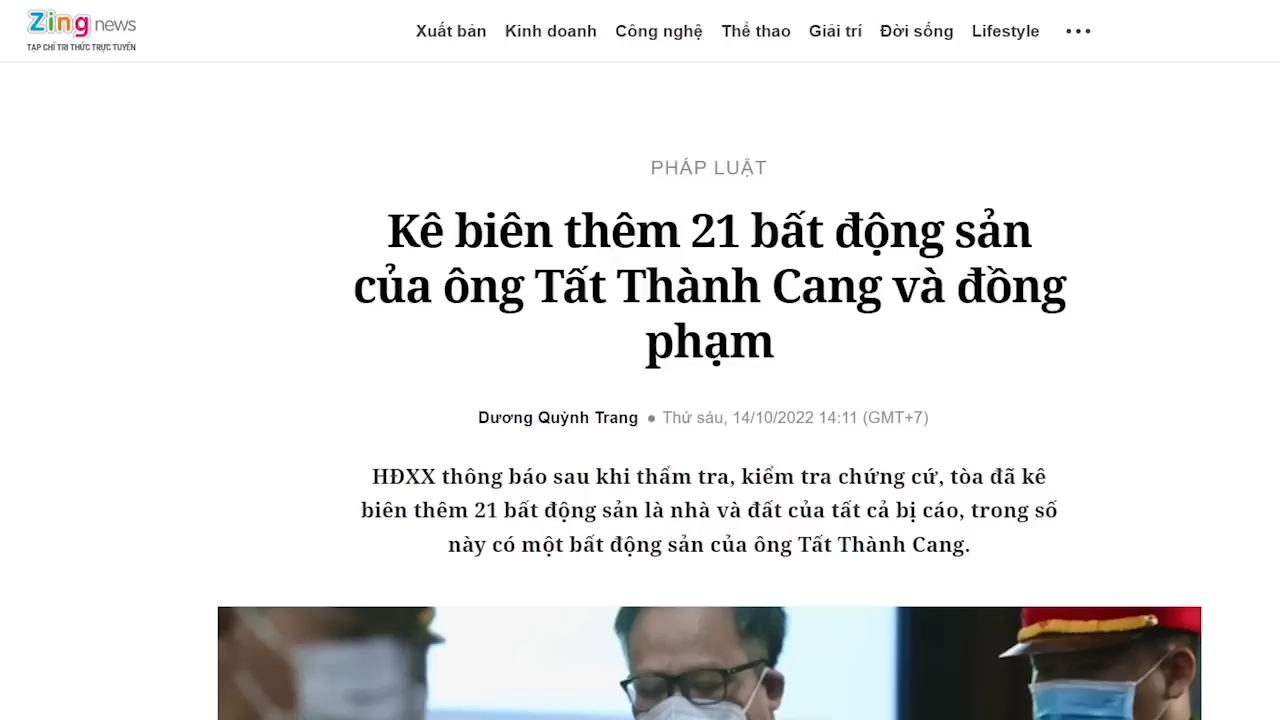 Zing news
TẠP CHÍ TRI THỨC TRỰC TUYẾN
Xuất bản Kinh doanh Công nghệ Thể thao Giải trí Đời sống Lifestyle
PHÁP LUẬT
Kê biên thêm 21 bất động sản
của ông Tất Thành Cang và đồng
phạm
Dương Quỳnh Trang • Thứ sáu, 14/10/2022 14:11 (GMT+7)
HĐXX thông báo sau khi thẩm tra, kiểm tra chứng cứ, tòa đã kê
biên thêm 21 bất động sản là nhà và đất của tất cả bị cáo, trong số
này có một bất động sản của ông Tất Thành Cang.